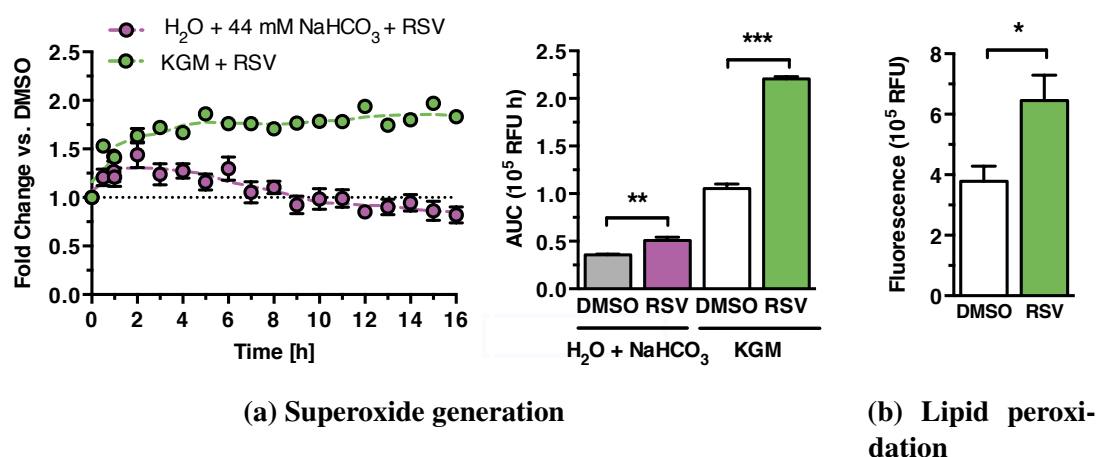 H2O + 44 mM NaHCO3 + RSV
KGM + RSV
Fold Change vs. DMSO
2.5
2.0
1.5
1.0
0.5
0.0
0 2 4 6 8 10 12 14 16
Time [h]
AUC (10^5 RFU h)
2.5
2.0
1.5
1.0
0.5
0.0
**
***
DMSO RSV DMSO RSV
H2O + NaHCO3 KGM
Fluorescence (10^5 RFU)
8
6
4
2
0
*
DMSO RSV
(a) Superoxide generation
(b) Lipid peroxi-
dation